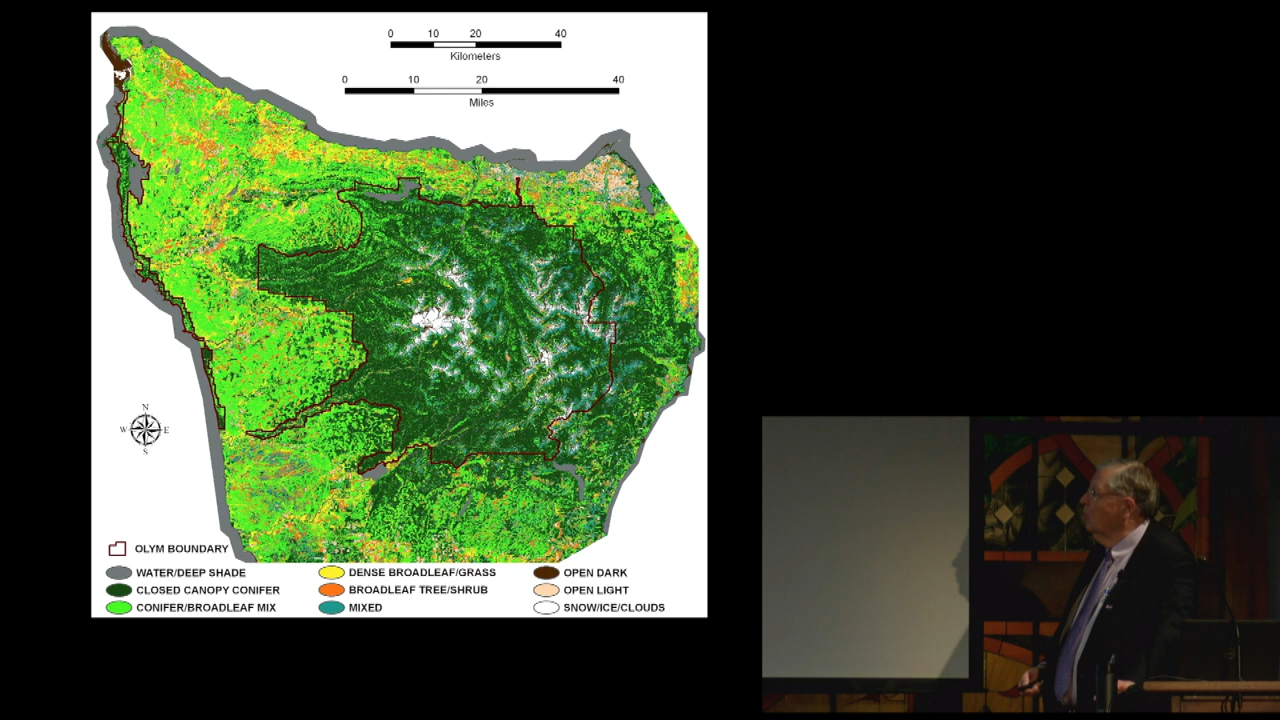 0 10 20 40
Kilometers
0 10 20 40
Miles
N
W E
S
OLYM BOUNDARY
WATER/DEEP SHADE
CLOSED CANOPY CONIFER
CONIFER/BROADLEAF MIX
DENSE BROADLEAF/GRASS
BROADLEAF TREE/SHRUB
MIXED
OPEN DARK
OPEN LIGHT
SNOW/ICE/CLOUDS